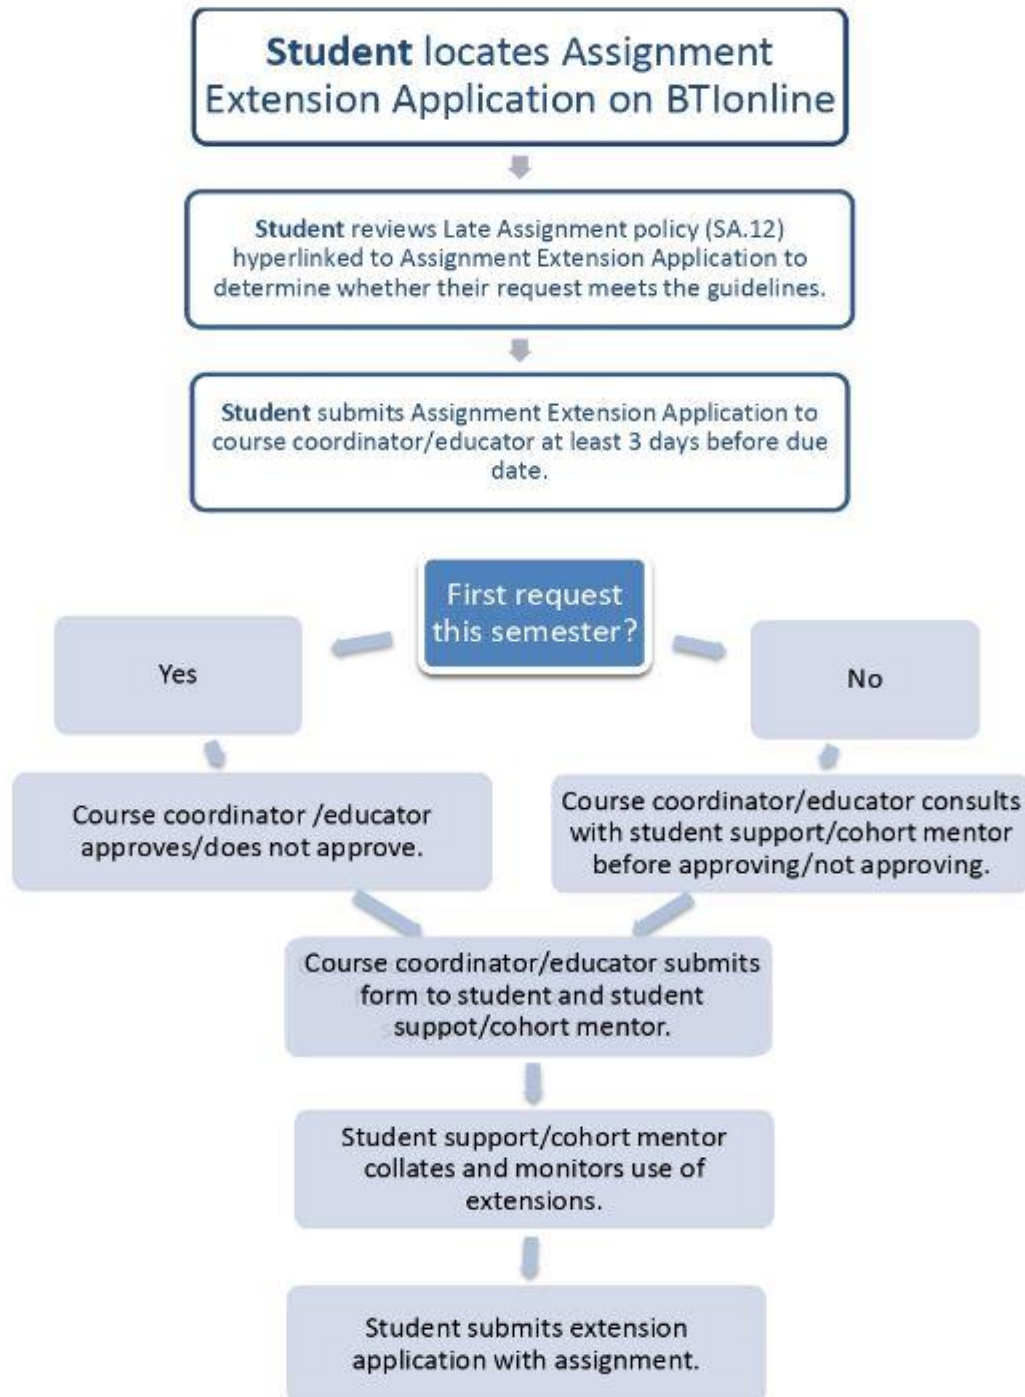 Student locates Assignment
Extension Application on BTIonline
Student reviews Late Assignment policy (SA.12)
hyperlinked to Assignment Extension Application to
determine whether their request meets the guidelines.
Student submits Assignment Extension Application to
course coordinator/educator at least 3 days before due
date.
First request
this semester?
Yes
No
Course coordinator /educator
approves/does not approve.
Course coordinator/educator consults
with student support/cohort mentor
before approving/not approving.
Course coordinator/educator submits
form to student and student
suppot/cohort mentor.
Student support/cohort mentor
collates and monitors use of
extensions.
Student submits extension
application with assignment.